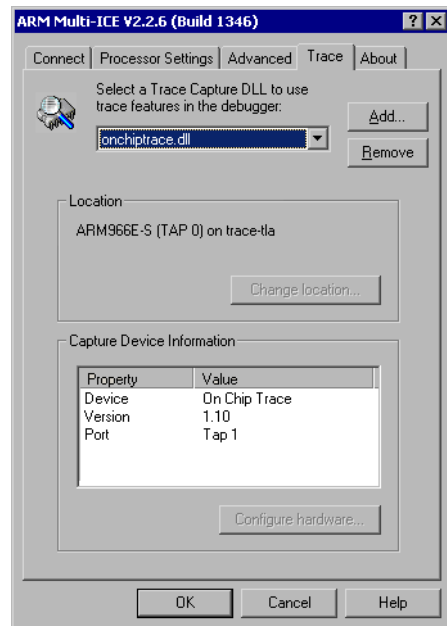 ARM Multi-ICE V2.2.6 (Build 1346)
Connect Processor Settings Advanced Trace About
Select a Trace Capture DLL to use
trace features in the debugger:
Add...
onchiptrace.dll
Remove
Location
ARM966E-S (TAP 0) on trace-tla
Change location...
Capture Device Information
Property Value
Device On Chip Trace
Version 1.10
Port Tap 1
Configure hardware...
OK Cancel Help